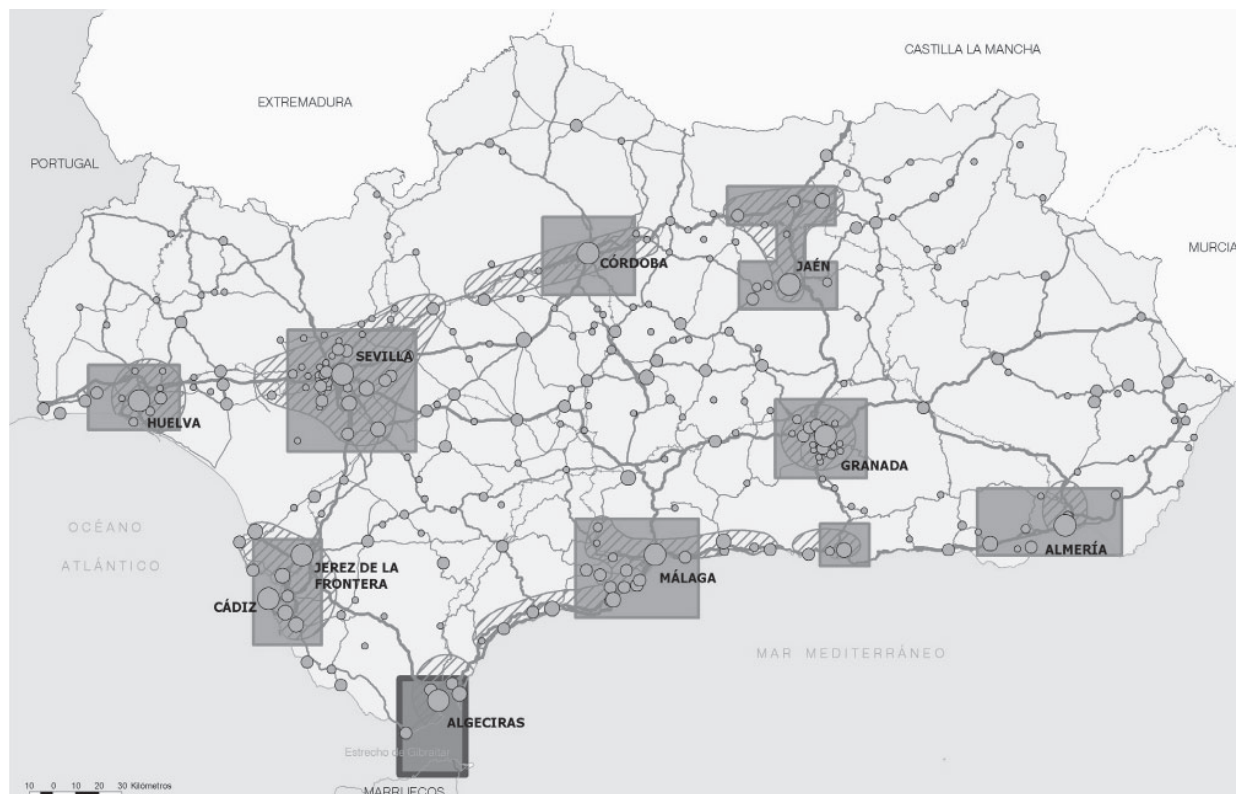 CASTILLA LA MANCHA
EXTREMADURA
PORTUGAL
MURCIA
CÓRDOBA
JAÉN
SEVILLA
HUELVA
GRANADA
OCÉANO
ATLÁNTICO
ALMERÍA
JEREZ DE LA
FRONTERA
MÁLAGA
CÁDIZ
MAR MEDITERRÁNEO
ALGECIRAS
Estrecho de Gibraltar
10 0 10 20 30 Kilómetros
MARRUECOS